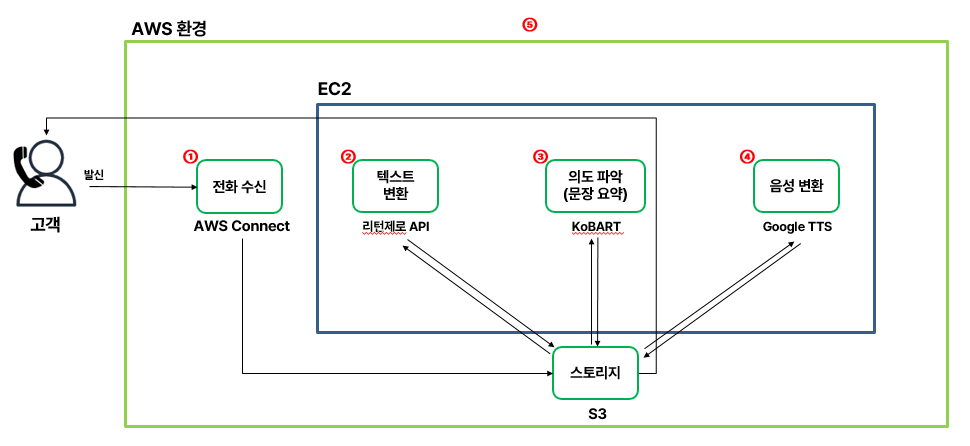 ⑤
AWS 환경
EC2
발신
고객
①
전화 수신
AWS Connect
②
텍스트
변환
리턴제로 API
③
의도 파악
(문장 요약)
KoBART
④
음성 변환
Google TTS
스토리지
S3